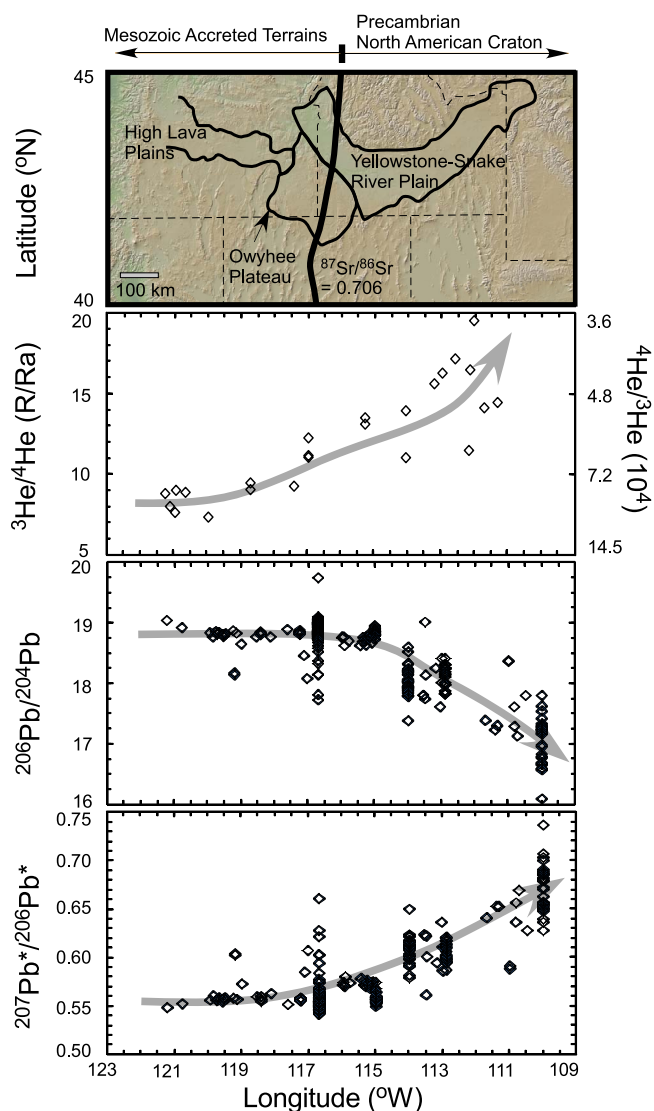 Mesozoic Accreted Terrains
Precambrian
North American Craton
45
40
Latitude (°N)
High Lava
Plains
Yellowstone-Snake
River Plain
Owyhee
Plateau
⁸⁷Sr/⁸⁶Sr
= 0.706
100 km
20
15
10
5
³He/⁴He (R/Ra)
3.6
4.8
7.2
14.5
⁴He/³He (10⁴)
20
19
18
17
16
²⁰⁶Pb/²⁰⁴Pb
0.75
0.70
0.65
0.60
0.55
0.50
²⁰⁷Pb*/²⁰⁶Pb*
123 121 119 117 115 113 111 109
Longitude (°W)